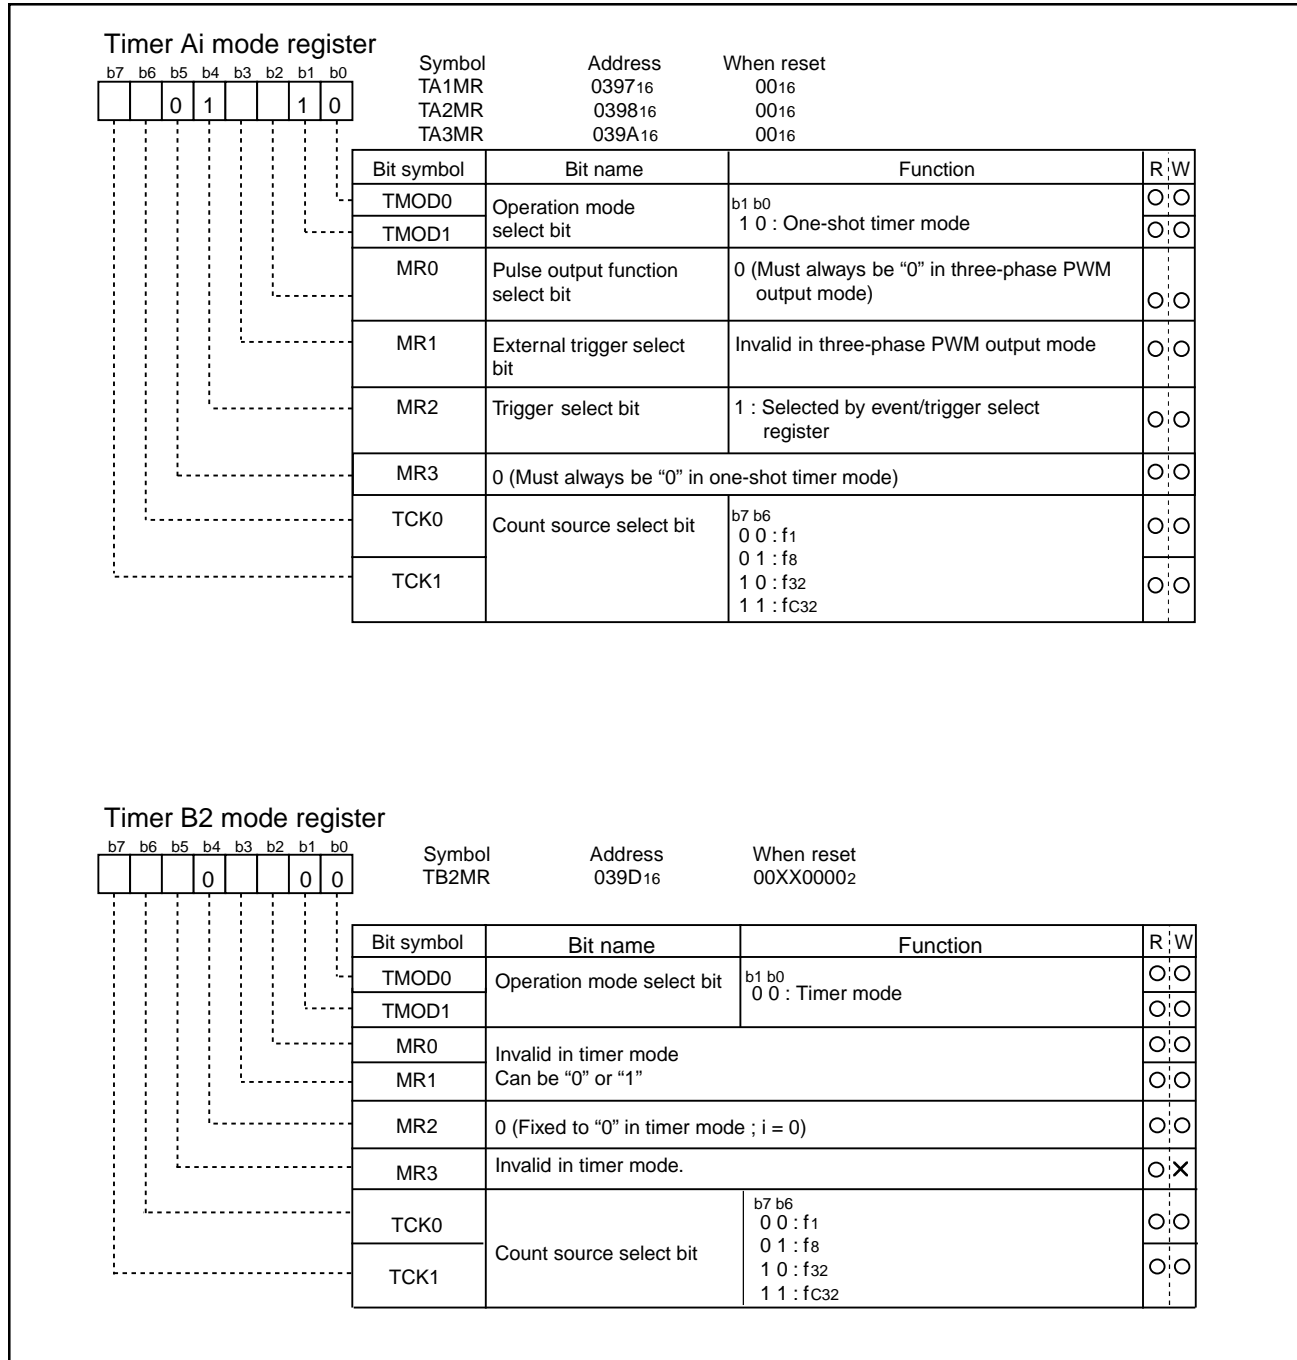 Timer Ai mode register
b7 b6 b5 b4 b3 b2 b1 b0
0 1 1 0
Symbol Address When reset
TA1MR 039716 0016
TA2MR 039816 0016
TA3MR 039A16 0016
Bit symbol Bit name Function R W
TMOD0 Operation mode select bit b1 b0
TMOD1 1 0 : One-shot timer mode
MR0 Pulse output function select bit 0 (Must always be “0” in three-phase PWM
output mode)
MR1 External trigger select bit Invalid in three-phase PWM output mode
MR2 Trigger select bit 1 : Selected by event/trigger select
register
MR3 0 (Must always be “0” in one-shot timer mode)
TCK0 Count source select bit b7 b6
0 0 : f1
0 1 : f8
TCK1 1 0 : f32
1 1 : fC32
Timer B2 mode register
b7 b6 b5 b4 b3 b2 b1 b0
0 0 0
Symbol Address When reset
TB2MR 039D16 00XX00002
Bit symbol Bit name Function R W
TMOD0 Operation mode select bit b1 b0
TMOD1 0 0 : Timer mode
MR0 Invalid in timer mode
MR1 Can be “0” or “1”
MR2 0 (Fixed to “0” in timer mode ; i = 0)
MR3 Invalid in timer mode.
TCK0 Count source select bit b7 b6
0 0 : f1
0 1 : f8
TCK1 1 0 : f32
1 1 : fC32